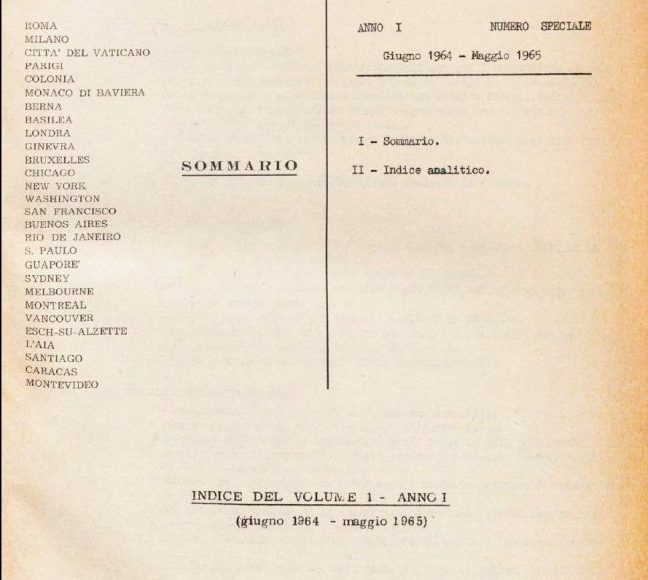 ROMA
MILANO
CITTA' DEL VATICANO
PARIGI
COLONIA
MONACO DI BAVIERA
BERNA
BASILEA
LONDRA
GINEVRA
BRUXELLES
CHICAGO
NEW YORK
WASHINGTON
SAN FRANCISCO
BUENOS AIRES
RIO DE JANEIRO
S. PAULO
GUAPORE'
SYDNEY
MELBOURNE
MONTREAL
VANCOUVER
ESCH-SU-ALZETTE
L'AIA
SANTIAGO
CARACAS
MONTEVIDEO
SOMMARIO
ANNO I NUMERO SPECIALE
Giugno 1964 - Maggio 1965
I - Sommario.
II - Indice analitico.
INDICE DEL VOLUME 1 - ANNO I
(giugno 1964 - maggio 1965)